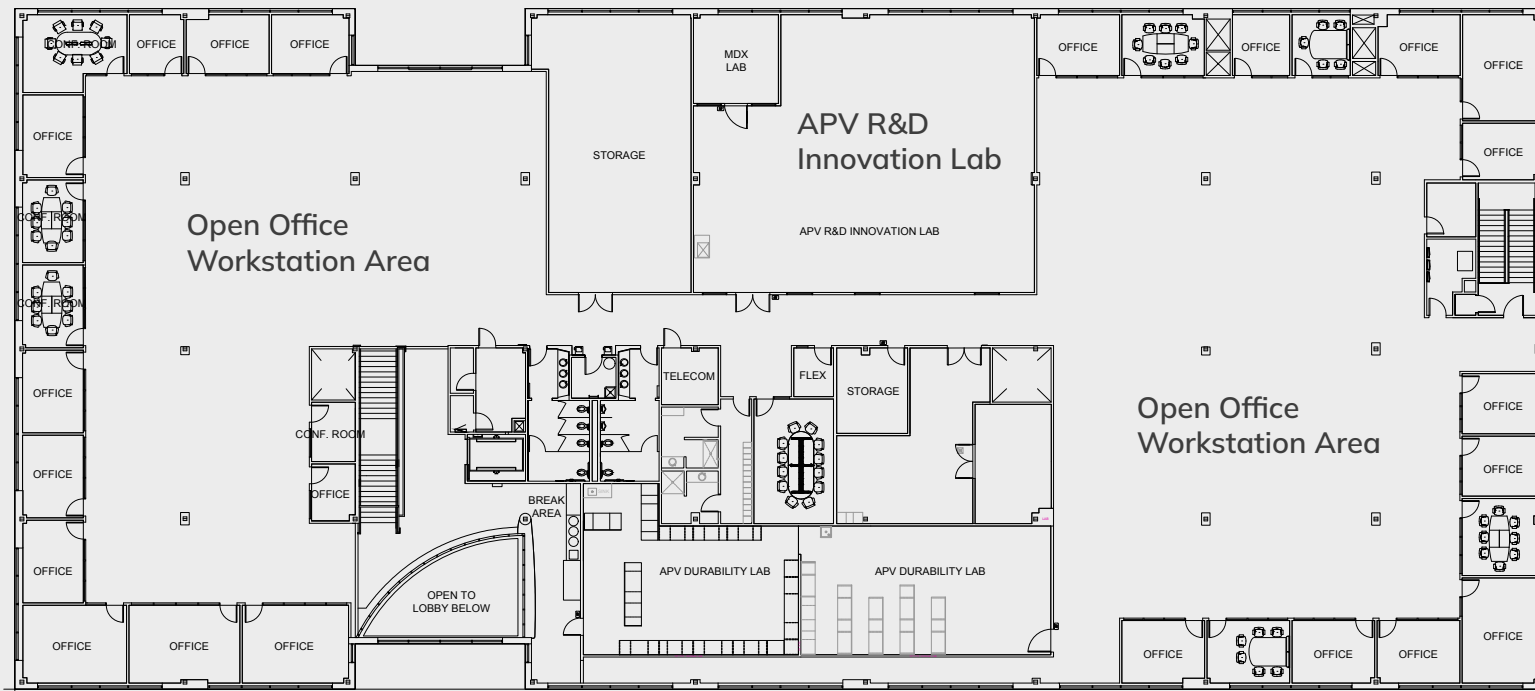 CONF. ROOM
OFFICE
OFFICE
OFFICE
MDX
LAB
OFFICE
OFFICE
OFFICE
OFFICE
OFFICE
STORAGE
APV R&D
Innovation Lab
OFFICE
CONF. ROOM
Open Office
Workstation Area
APV R&D INNOVATION LAB
CONF. ROOM
OFFICE
TELECOM
FLEX
STORAGE
Open Office
Workstation Area
OFFICE
CONF. ROOM
OFFICE
OFFICE
OFFICE
BREAK
AREA
OFFICE
APV DURABILITY LAB
APV DURABILITY LAB
OPEN TO
LOBBY BELOW
OFFICE
OFFICE
OFFICE
OFFICE
OFFICE
OFFICE
OFFICE